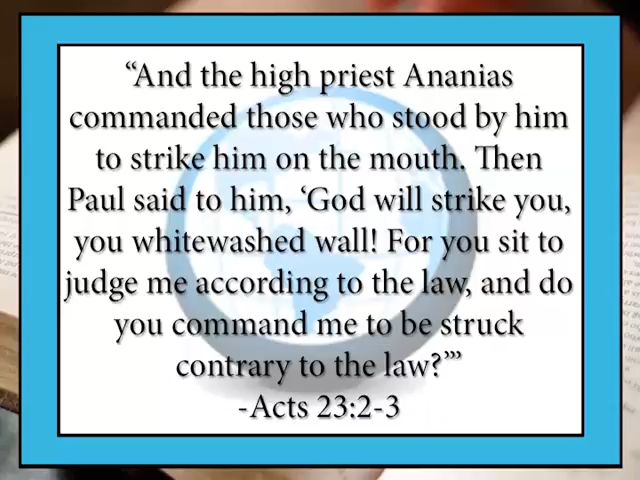 “And the high priest Ananias
commanded those who stood by him
to strike him on the mouth. Then
Paul said to him, ‘God will strike you,
you whitewashed wall! For you sit to
judge me according to the law, and do
you command me to be struck
contrary to the law?’”
-Acts 23:2-3